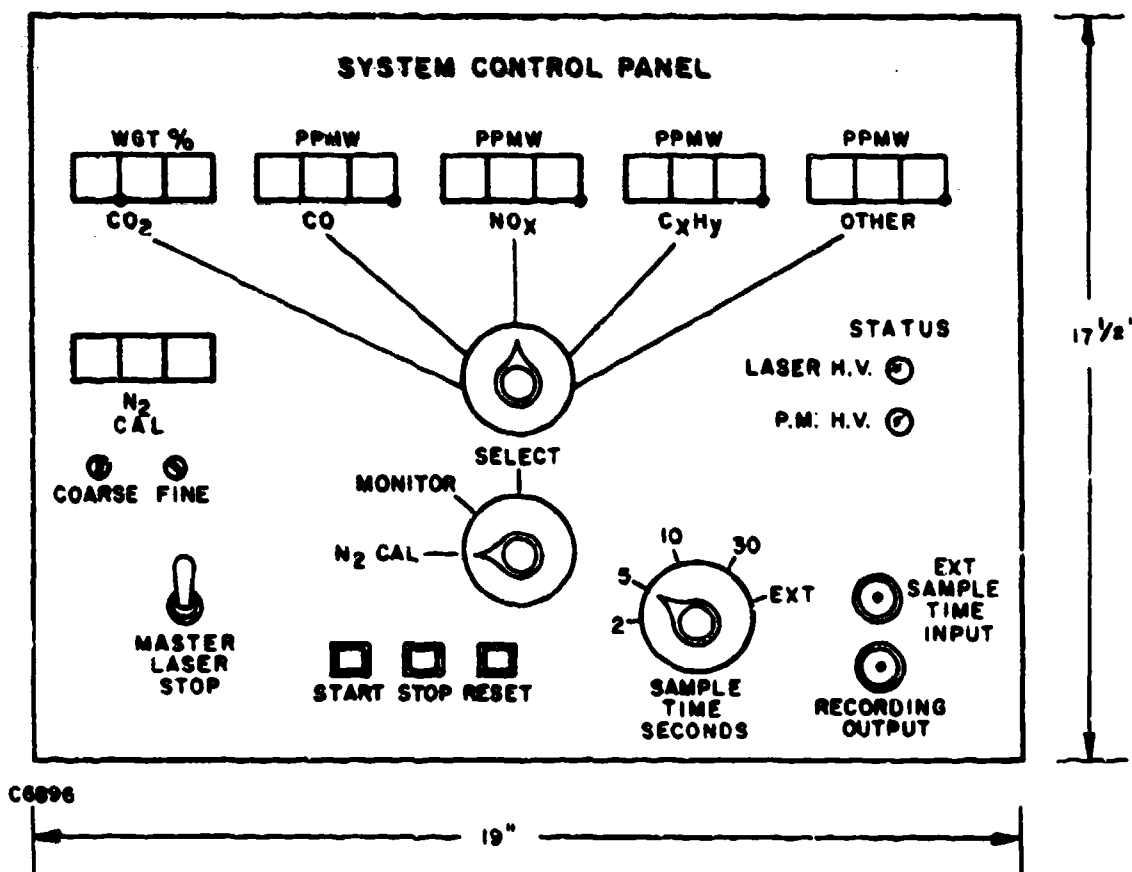 SYSTEM CONTROL PANEL
WGT % PPMW PPMW PPMW PPMW
CO2 CO NOX CXHy OTHER
STATUS
LASER H.V.
P.M. H.V.
N2
CAL
COARSE FINE
SELECT
MONITOR
N2 CAL
MASTER
LASER
STOP
START STOP RESET
2 5 10 30 EXT
SAMPLE
TIME
SECONDS
EXT
SAMPLE
TIME
INPUT
RECORDING
OUTPUT
17 1/2"
C6896
19"